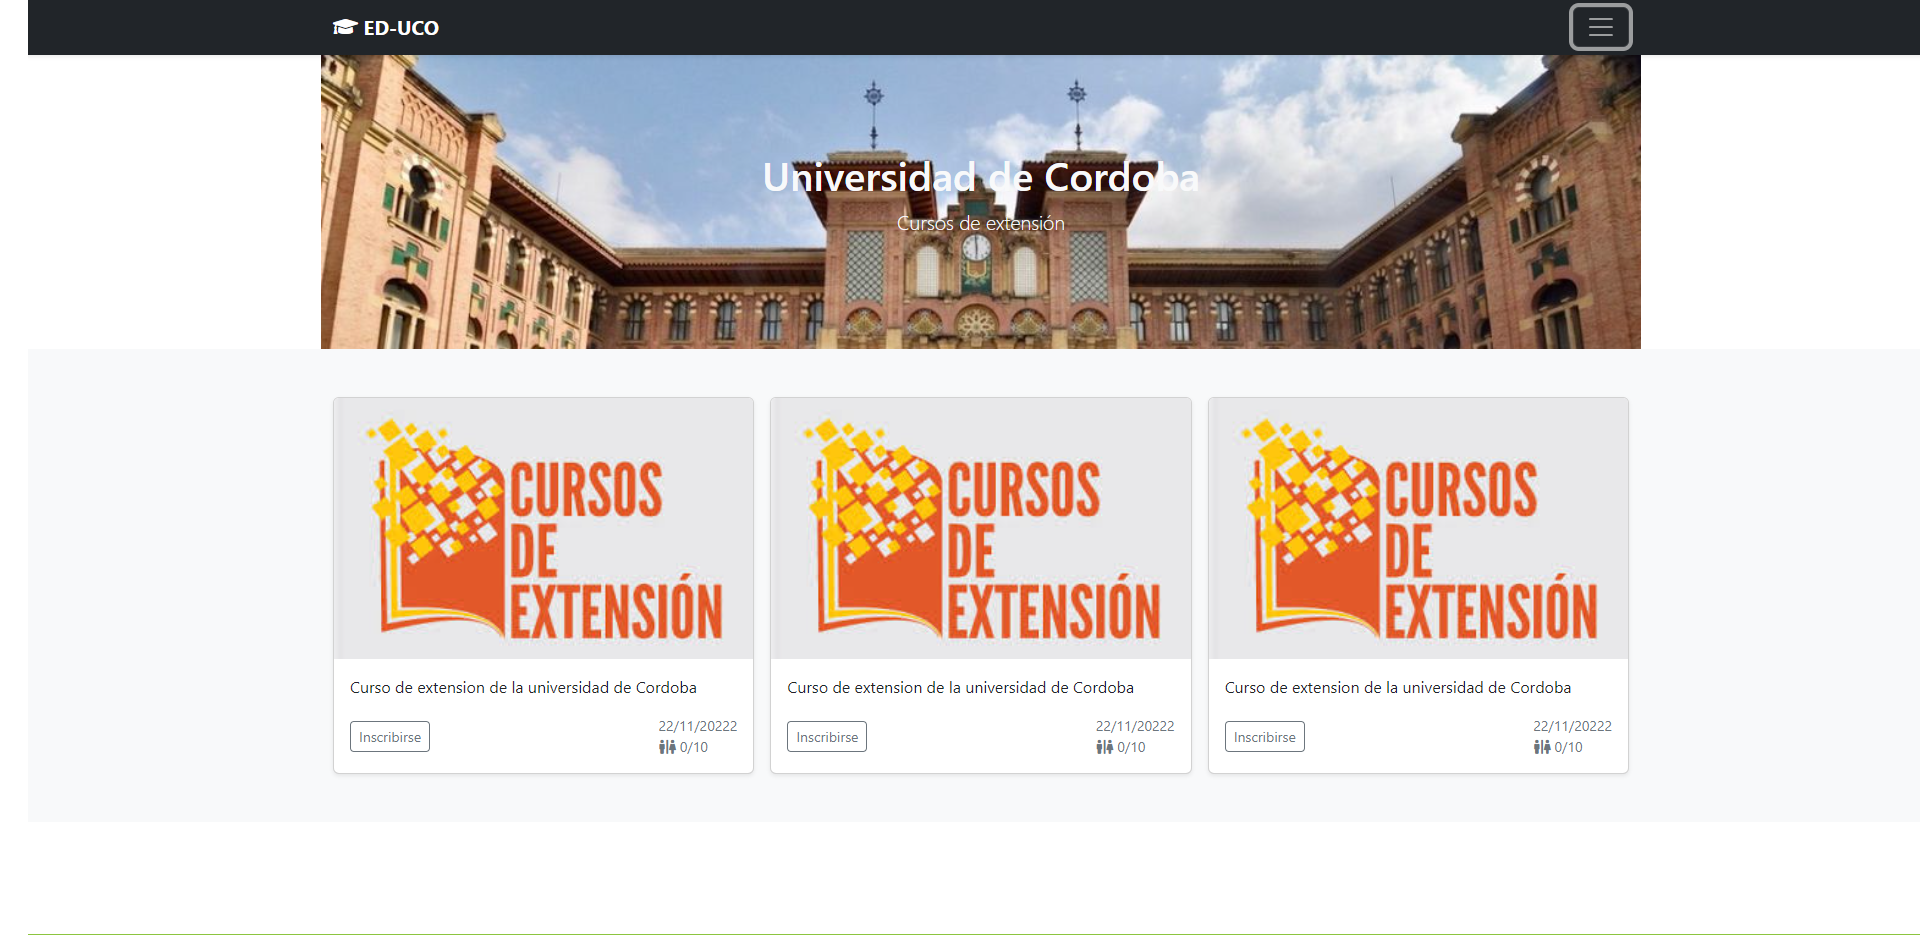 ED-UCO
Universidad de Cordoba
Cursos de extensión
CURSOS
DE
EXTENSIÓN
Curso de extension de la universidad de Cordoba
Inscribirse
22/11/20222
0/10
CURSOS
DE
EXTENSIÓN
Curso de extension de la universidad de Cordoba
Inscribirse
22/11/20222
0/10
CURSOS
DE
EXTENSIÓN
Curso de extension de la universidad de Cordoba
Inscribirse
22/11/20222
0/10